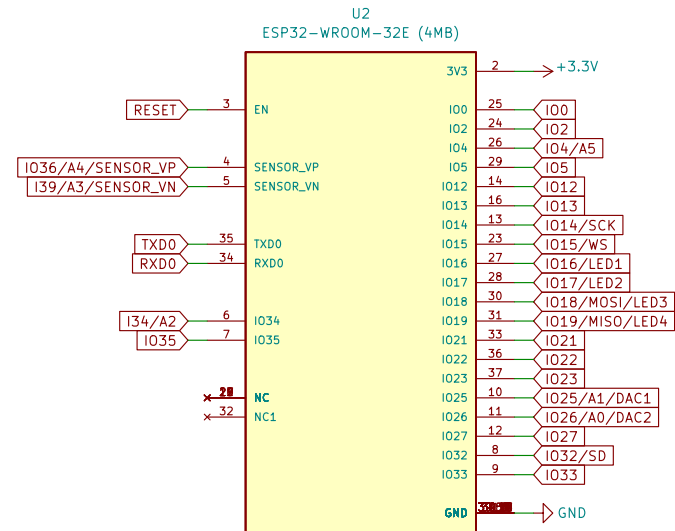 U2
ESP32-WROOM-32E (4MB)
3V3 2 +3.3V
RESET 3 EN IO0 25 IO0
IO2 24 IO2
IO4 26 IO4/A5
IO36/A4/SENSOR_VP 4 SENSOR_VP IO5 29 IO5
I39/A3/SENSOR_VN 5 SENSOR_VN IO12 14 IO12
IO13 16 IO13
IO14 13 IO14/SCK
TXD0 35 TXD0 IO15 23 IO15/WS
RXD0 34 RXD0 IO16 27 IO16/LED1
IO17 28 IO17/LED2
IO18 30 IO18/MOSI/LED3
I34/A2 6 IO34 IO19 31 IO19/MISO/LED4
IO35 7 IO35 IO21 33 IO21
IO22 36 IO22
IO23 37 IO23
NC IO25 10 IO25/A1/DAC1
32 NC1 IO26 11 IO26/A0/DAC2
IO27 12 IO27
IO32 8 IO32/SD
IO33 9 IO33
GND GND